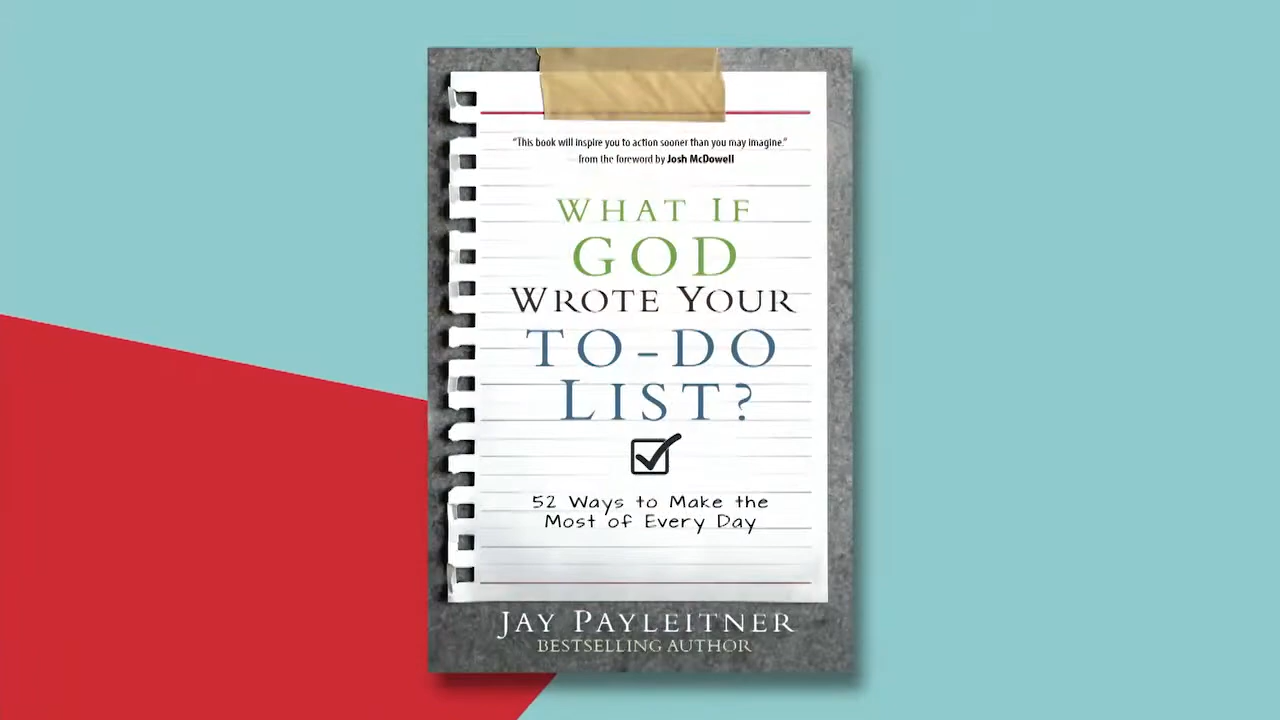 "This book will inspire you to action sooner than you may imagine."
from the foreword by Josh McDowell
WHAT IF
GOD
WROTE YOUR
TO-DO
LIST?
52 Ways to Make the
Most of Every Day
JAY PAYLEITNER
BESTSELLING AUTHOR